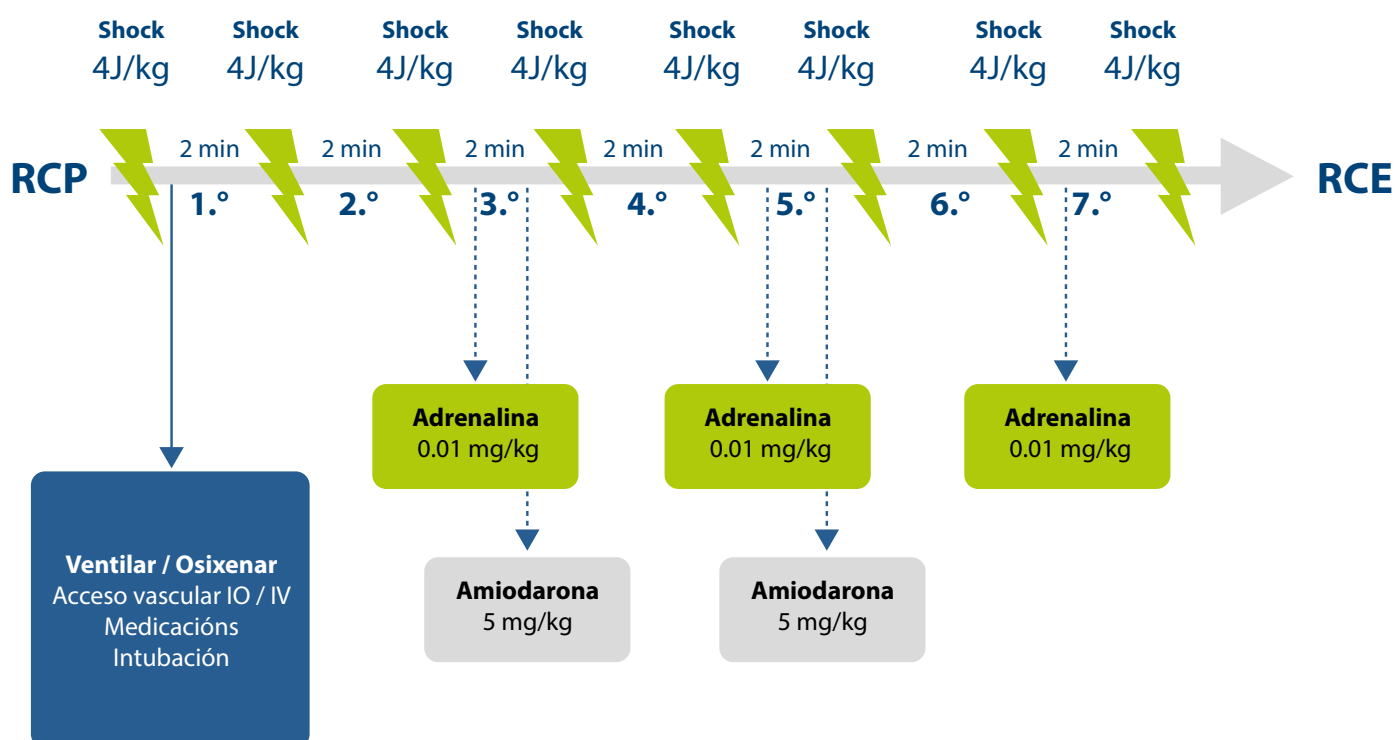 Shock Shock Shock Shock Shock Shock Shock Shock
4J/kg 4J/kg 4J/kg 4J/kg 4J/kg 4J/kg 4J/kg 4J/kg
2 min 2 min 2 min 2 min 2 min 2 min 2 min
RCP RCE
1.º 2.º 3.º 4.º 5.º 6.º 7.º
Adrenalina
0.01 mg/kg
Adrenalina
0.01 mg/kg
Adrenalina
0.01 mg/kg
Ventilar / Osixenar
Acceso vascular IO / IV
Medicacións
Intubación
Amiodarona
5 mg/kg
Amiodarona
5 mg/kg